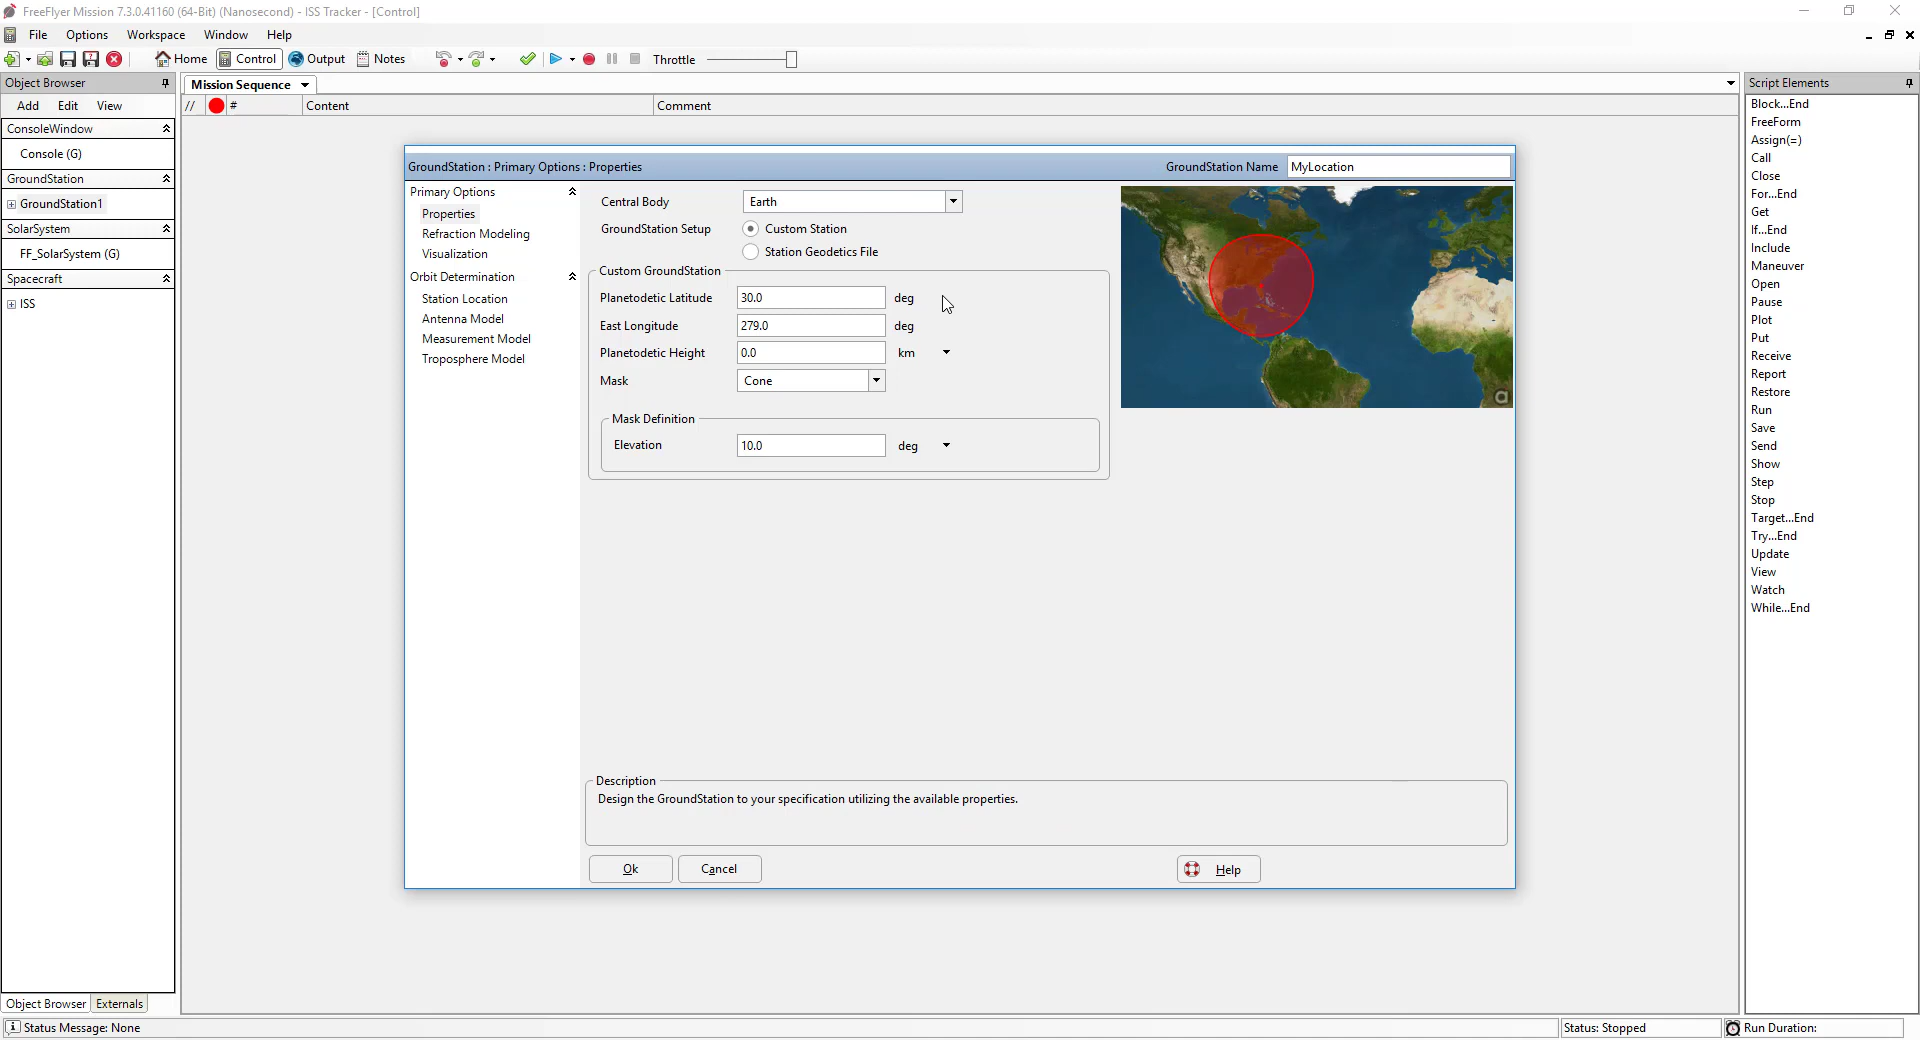 FreeFlyer Mission 7.3.0.41160 (64-Bit) (Nanosecond) - ISS Tracker - [Control]
File Options Workspace Window Help
Home Control Output Notes Throttle
Object Browser
Add Edit View
ConsoleWindow
Console (G)
GroundStation
GroundStation1
SolarSystem
FF_SolarSystem (G)
Spacecraft
ISS
Object Browser Externals
Mission Sequence
// # Content Comment
GroundStation : Primary Options : Properties GroundStation Name MyLocation
Primary Options
Properties
Refraction Modeling
Visualization
Orbit Determination
Station Location
Antenna Model
Measurement Model
Troposphere Model
Central Body Earth
GroundStation Setup Custom Station
Station Geodetics File
Custom GroundStation
Planetodetic Latitude 30.0 deg
East Longitude 279.0 deg
Planetodetic Height 0.0 km
Mask Cone
Mask Definition
Elevation 10.0 deg
a
Description
Design the GroundStation to your specification utilizing the available properties.
Ok Cancel Help
Script Elements
Block...End
FreeForm
Assign(=)
Call
Close
For...End
Get
If...End
Include
Maneuver
Open
Pause
Plot
Put
Receive
Report
Restore
Run
Save
Send
Show
Step
Stop
Target...End
Try...End
Update
View
Watch
While...End
Status Message: None Status: Stopped Run Duration: